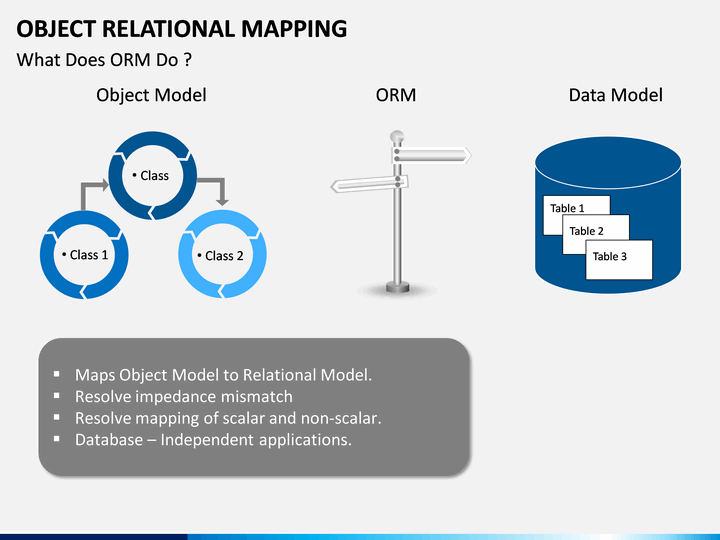 OBJECT RELATIONAL MAPPING
What Does ORM Do ?
Object Model
ORM
Data Model
• Class
• Class 1
• Class 2
Table 1
Table 2
Table 3
▪ Maps Object Model to Relational Model.
▪ Resolve impedance mismatch
▪ Resolve mapping of scalar and non-scalar.
▪ Database – Independent applications.